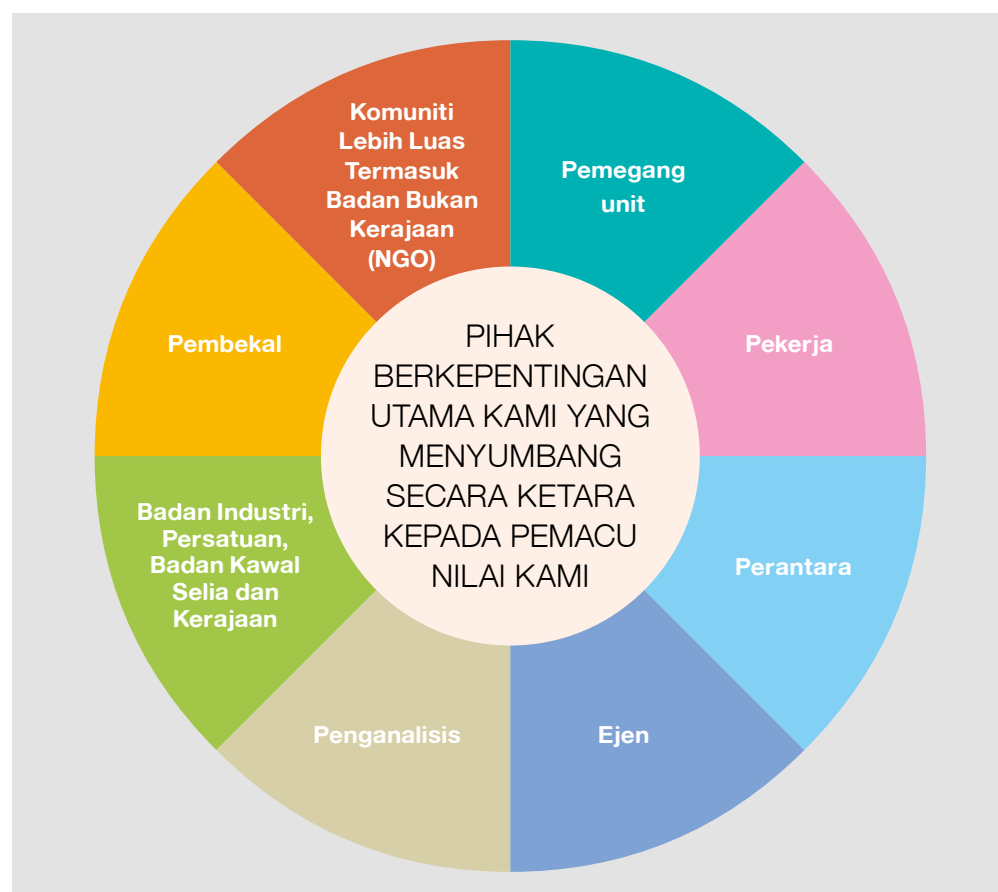 Komuniti
Lebih Luas
Termasuk
Badan Bukan
Kerajaan
(NGO)
Pemegang
unit
Pekerja
Perantara
Ejen
Penganalisis
Badan Industri,
Persatuan,
Badan Kawal
Selia dan
Kerajaan
Pembekal
PIHAK
BERKEPENTINGAN
UTAMA KAMI YANG
MENYUMBANG
SECARA KETARA
KEPADA PEMACU
NILAI KAMI